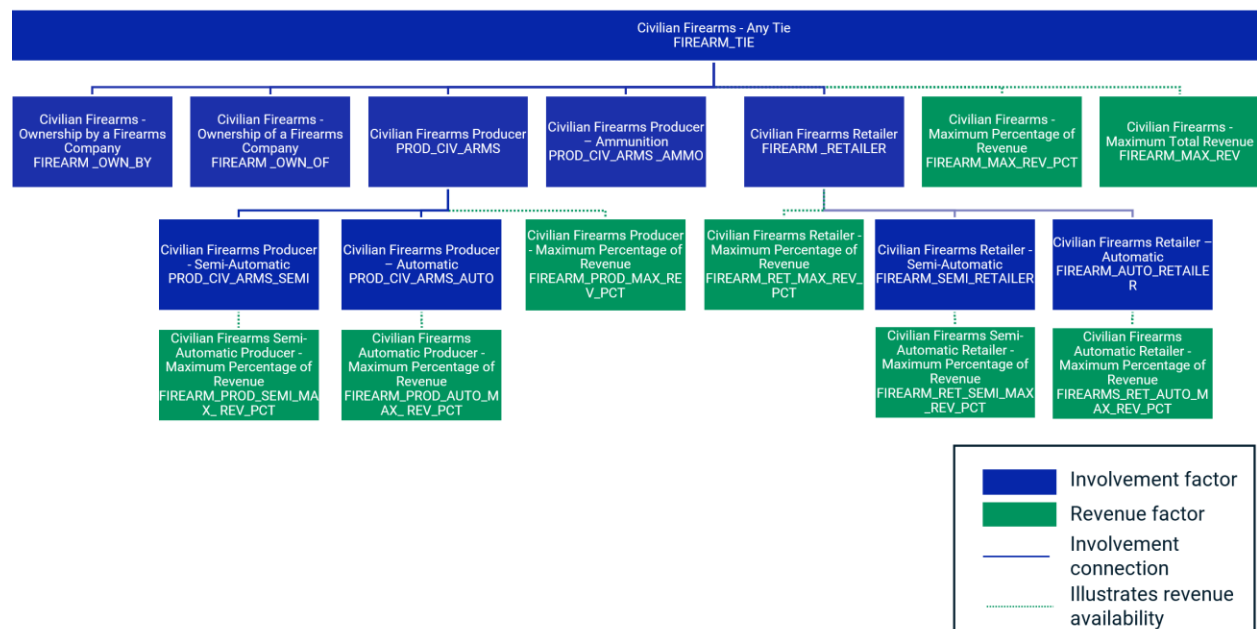 Civilian Firearms - Any Tie
FIREARM_TIE
Civilian Firearms -
Ownership by a Firearms
Company
FIREARM _OWN_BY
Civilian Firearms -
Ownership of a Firearms
Company
FIREARM _OWN_OF
Civilian Firearms Producer
PROD_CIV_ARMS
Civilian Firearms Producer
– Ammunition
PROD_CIV_ARMS _AMMO
Civilian Firearms Retailer
FIREARM _RETAILER
Civilian Firearms -
Maximum Percentage of
Revenue
FIREARM_MAX_REV_PCT
Civilian Firearms -
Maximum Total Revenue
FIREARM_MAX_REV
Civilian Firearms Producer
- Semi-Automatic
PROD_CIV_ARMS_SEMI
Civilian Firearms Producer
– Automatic
PROD_CIV_ARMS_AUTO
Civilian Firearms Producer
- Maximum Percentage of
Revenue
FIREARM_PROD_MAX_RE
V_PCT
Civilian Firearms Retailer -
Maximum Percentage of
Revenue
FIREARM_RET_MAX_REV_
PCT
Civilian Firearms Retailer -
Semi-Automatic
FIREARM_SEMI_RETAILER
Civilian Firearms Retailer –
Automatic
FIREARM_AUTO_RETAILE
R
Civilian Firearms Semi-
Automatic Producer -
Maximum Percentage of
Revenue
FIREARM_PROD_SEMI_MA
X_ REV_PCT
Civilian Firearms
Automatic Producer -
Maximum Percentage of
Revenue
FIREARM_PROD_AUTO_M
AX_ REV_PCT
Civilian Firearms Semi-
Automatic Retailer -
Maximum Percentage of
Revenue
FIREARM_RET_SEMI_MAX
_REV_PCT
Civilian Firearms
Automatic Retailer -
Maximum Percentage of
Revenue
FIREARMS_RET_AUTO_M
AX_REV_PCT
Involvement factor
Revenue factor
Involvement
connection
Illustrates revenue
availability